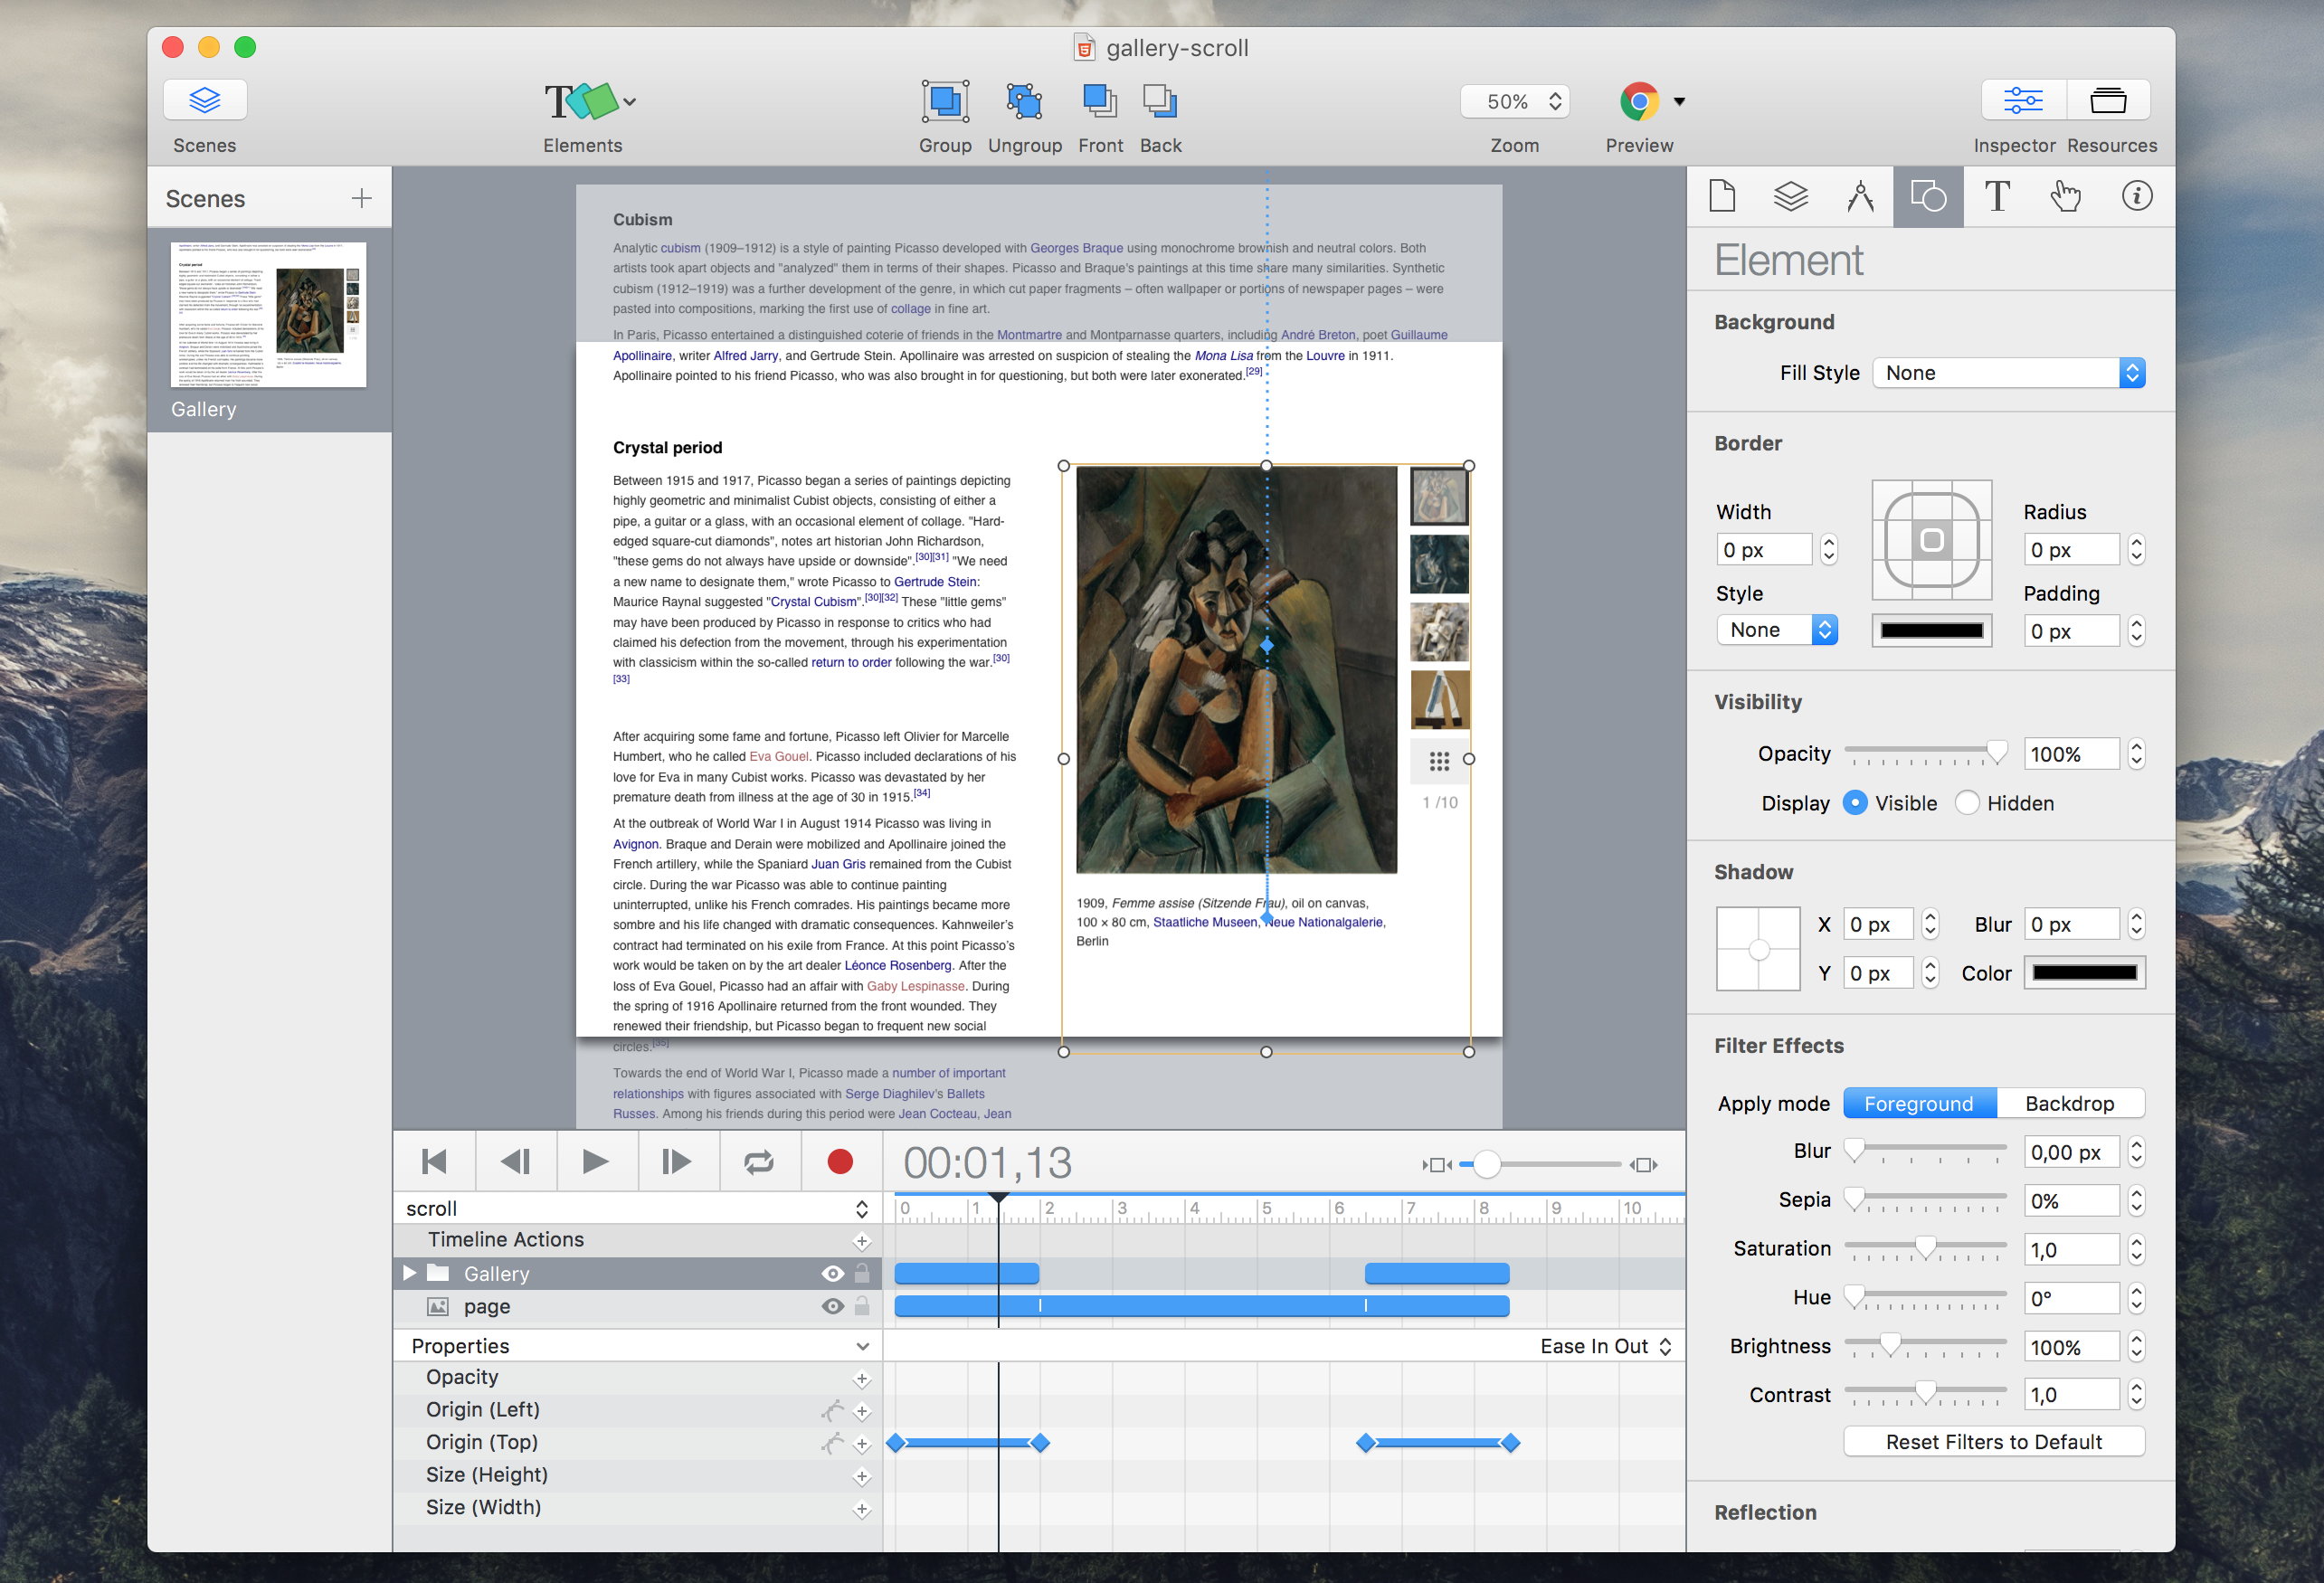 gallery-scroll
Scenes
T
Elements
Group
Ungroup
Front
Back
50%
Zoom
Preview
Inspector
Resources
Scenes
Gallery
Cubism
Analytic cubism (1909–1912) is a style of painting Picasso developed with Georges Braque using monochrome brownish and neutral colors. Both
artists took apart objects and "analyzed" them in terms of their shapes. Picasso and Braque's paintings at this time share many similarities. Synthetic
cubism (1912–1919) was a further development of the genre, in which cut paper fragments – often wallpaper or portions of newspaper pages – were
pasted into compositions, marking the first use of collage in fine art.
In Paris, Picasso entertained a distinguished coterie of friends in the Montmartre and Montparnasse quarters, including André Breton, poet Guillaume
Apollinaire, writer Alfred Jarry, and Gertrude Stein. Apollinaire was arrested on suspicion of stealing the Mona Lisa from the Louvre in 1911.
Apollinaire pointed to his friend Picasso, who was also brought in for questioning, but both were later exonerated.[29]
Crystal period
Between 1915 and 1917, Picasso began a series of paintings depicting
highly geometric and minimalist Cubist objects, consisting of either a
pipe, a guitar or a glass, with an occasional element of collage. "Hard-
edged square-cut diamonds", notes art historian John Richardson,
"these gems do not always have upside or downside".[30][31] "We need
a new name to designate them," wrote Picasso to Gertrude Stein:
Maurice Raynal suggested "Crystal Cubism".[30][32] These "little gems"
may have been produced by Picasso in response to critics who had
claimed his defection from the movement, through his experimentation
with classicism within the so-called return to order following the war.[30]
[33]
After acquiring some fame and fortune, Picasso left Olivier for Marcelle
Humbert, who he called Eva Gouel. Picasso included declarations of his
love for Eva in many Cubist works. Picasso was devastated by her
premature death from illness at the age of 30 in 1915.[34]
At the outbreak of World War I in August 1914 Picasso was living in
Avignon. Braque and Derain were mobilized and Apollinaire joined the
French artillery, while the Spaniard Juan Gris remained from the Cubist
circle. During the war Picasso was able to continue painting
uninterrupted, unlike his French comrades. His paintings became more
sombre and his life changed with dramatic consequences. Kahnweiler's
contract had terminated on his exile from France. At this point Picasso's
work would be taken on by the art dealer Léonce Rosenberg. After the
loss of Eva Gouel, Picasso had an affair with Gaby Lespinasse. During
the spring of 1916 Apollinaire returned from the front wounded. They
renewed their friendship, but Picasso began to frequent new social
circles.[35]
Towards the end of World War I, Picasso made a number of important
relationships with figures associated with Serge Diaghilev's Ballets
Russes. Among his friends during this period were Jean Cocteau, Jean
1 /10
1909, Femme assise (Sitzende Frau), oil on canvas,
100 × 80 cm, Staatliche Museen, Neue Nationalgalerie,
Berlin
T
Element
Background
Fill Style None
Border
Width
0 px
Style
None
Radius
0 px
Padding
0 px
Visibility
Opacity 100%
Display Visible Hidden
Shadow
X 0 px Blur 0 px
Y 0 px Color
Filter Effects
Apply mode Foreground Backdrop
Blur 0,00 px
Sepia 0%
Saturation 1,0
Hue 0°
Brightness 100%
Contrast 1,0
Reset Filters to Default
Reflection
00:01,13
scroll
0 1 2 3 4 5 6 7 8 9 10
Timeline Actions
Gallery
page
Properties
Ease In Out
Opacity
Origin (Left)
Origin (Top)
Size (Height)
Size (Width)